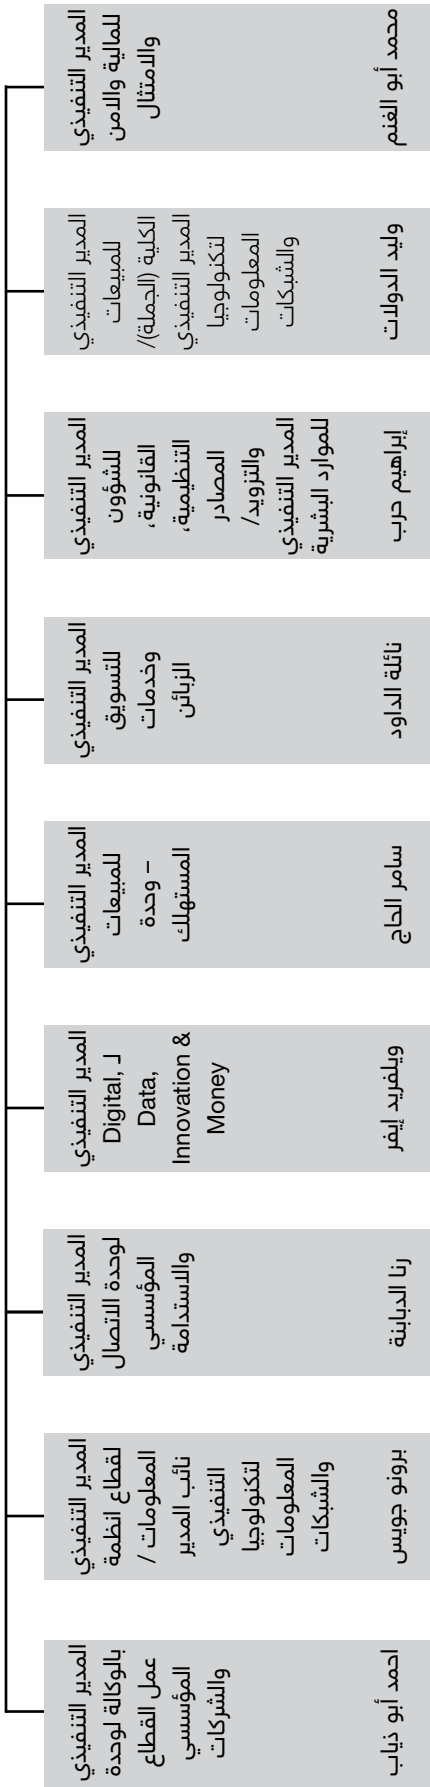 المدير التنفيذي
للمالية والامن
والامتثال
محمد أبو الغنم
المدير التنفيذي
للمبيعات
الكلية (الجملة)/
المدير التنفيذي
لتكنولوجيا
المعلومات
والشبكات
وليد الدولات
المدير التنفيذي
للشؤون
القانونية،
التنظيمية،
المصادر
والتزويد/
المدير التنفيذي
للموارد البشرية
إبراهيم حرب
المدير التنفيذي
للتسويق
وخدمات
الزبائن
نائلة الداود
المدير التنفيذي
للمبيعات
– وحدة
المستهلك
سامر الحاج
المدير التنفيذي
لـ Digital,
Data,
Innovation &
Money
ويلفريد إيفر
المدير التنفيذي
لوحدة الاتصال
المؤسسي
والاستدامة
رنا الدبابنة
المدير التنفيذي
لقطاع انظمة
المعلومات /
نائب المدير
التنفيذي
لتكنولوجيا
المعلومات
والشبكات
برونو جويس
المدير التنفيذي
بالوكالة لوحدة
عمل القطاع
المؤسسي
والشركات
احمد أبو ذياب